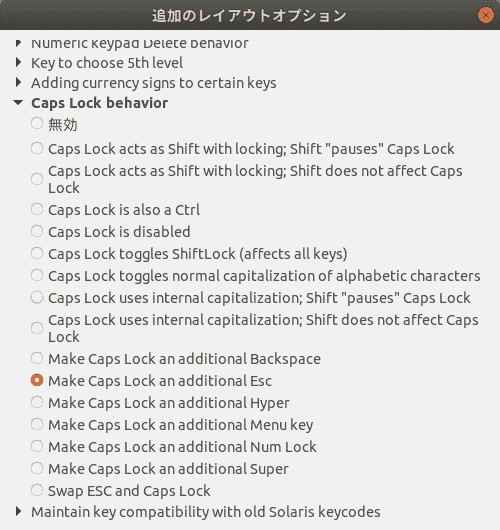 追加のレイアウトオプション
Numeric keypad Delete behavior
Key to choose 5th level
Adding currency signs to certain keys
Caps Lock behavior
無効
Caps Lock acts as Shift with locking; Shift "pauses" Caps Lock
Caps Lock acts as Shift with locking; Shift does not affect Caps
Lock
Caps Lock is also a Ctrl
Caps Lock is disabled
Caps Lock toggles ShiftLock (affects all keys)
Caps Lock toggles normal capitalization of alphabetic characters
Caps Lock uses internal capitalization; Shift "pauses" Caps Lock
Caps Lock uses internal capitalization; Shift does not affect Caps
Lock
Make Caps Lock an additional Backspace
Make Caps Lock an additional Esc
Make Caps Lock an additional Hyper
Make Caps Lock an additional Menu key
Make Caps Lock an additional Num Lock
Make Caps Lock an additional Super
Swap ESC and Caps Lock
Maintain key compatibility with old Solaris keycodes